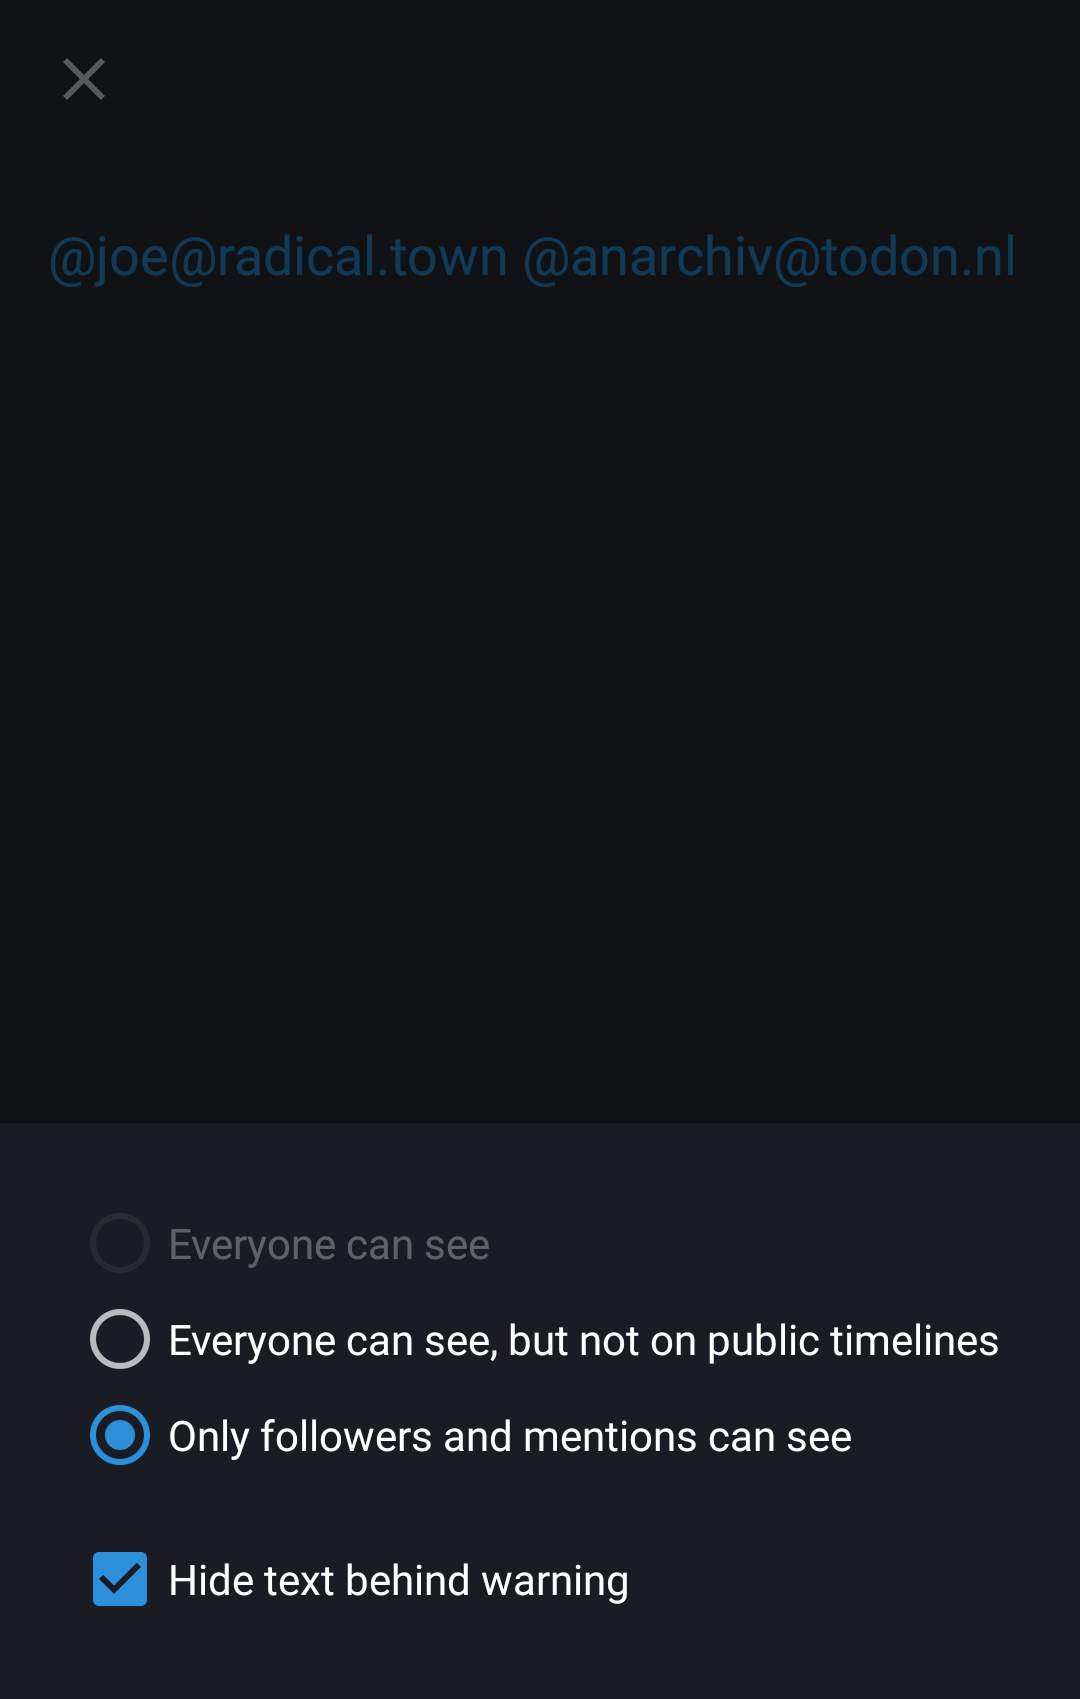 @joe@radical.town @anarchiv@todon.nl
Everyone can see
Everyone can see, but not on public timelines
Only followers and mentions can see
Hide text behind warning